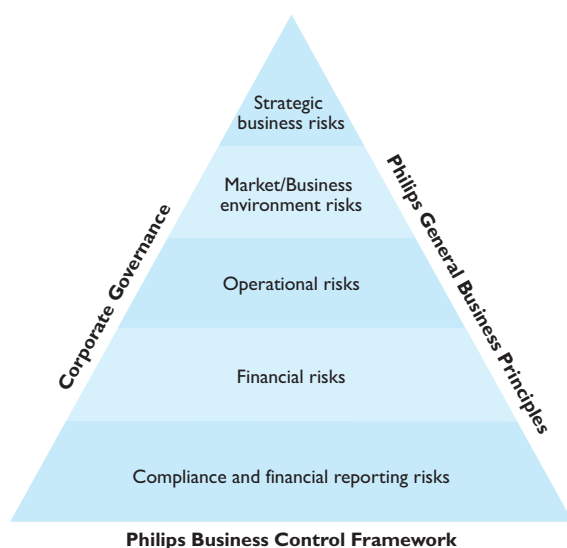 Strategic
business risks
Market/Business
environment risks
Corporate Governance
Philips General Business Principles
Operational risks
Financial risks
Compliance and financial reporting risks
Philips Business Control Framework